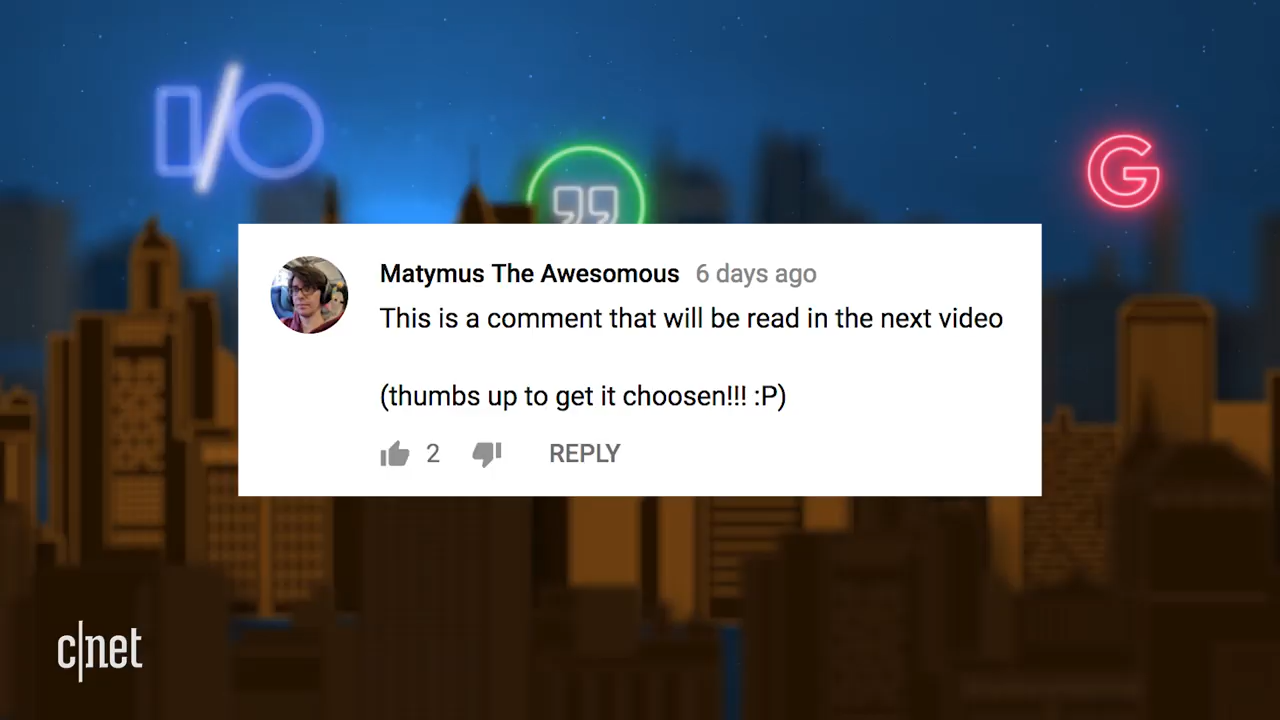 I/O
G
Matymus The Awesomous 6 days ago
This is a comment that will be read in the next video
(thumbs up to get it choosen!!! :P)
2 REPLY
c|net